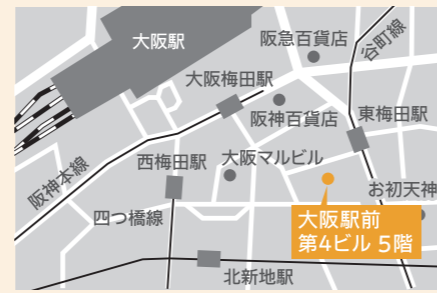 大阪駅
阪急百貨店
谷町線
大阪梅田駅
阪神百貨店
東梅田駅
阪神本線
西梅田駅
大阪マルビル
お初天神
四つ橋線
大阪駅前
第4ビル 5階
北新地駅